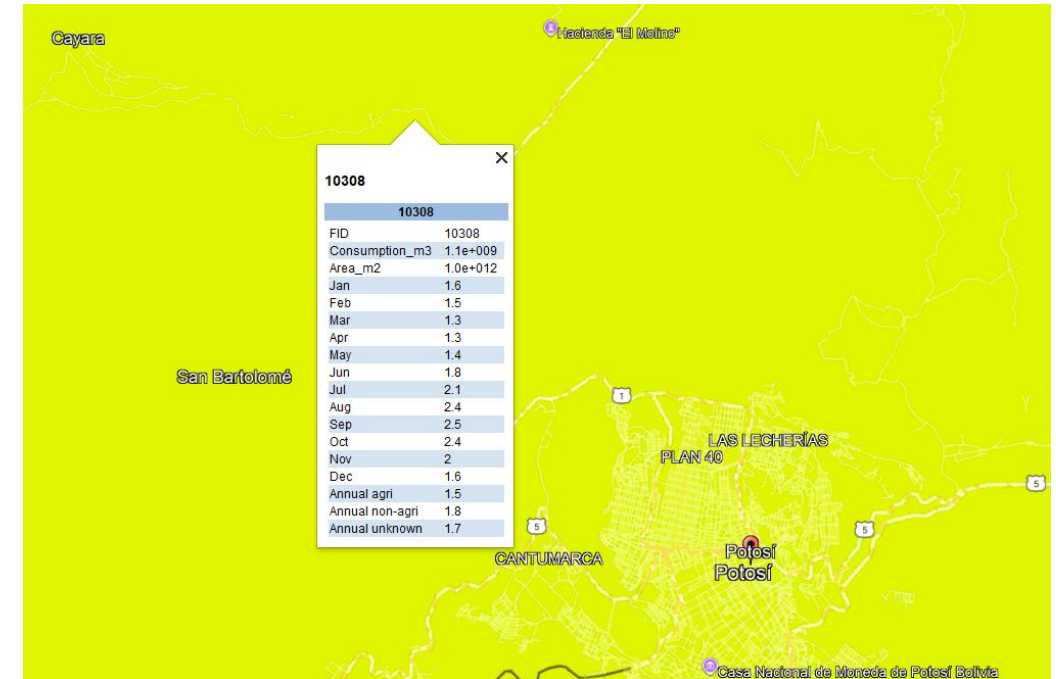 Cayara
Hacienda "El Molino"
10308
10308
FID 10308
Consumption_m3 1.1e+009
Area_m2 1.0e+012
Jan 1.6
Feb 1.5
Mar 1.3
Apr 1.3
May 1.4
Jun 1.8
Jul 2.1
Aug 2.4
Sep 2.5
Oct 2.4
Nov 2
Dec 1.6
Annual agri 1.5
Annual non-agri 1.8
Annual unknown 1.7
San Bartolomé
1
LAS LECHERÍAS
PLAN 40
5
5
5
CANTUMARCA
Potosí
Potosí
Casa Nacional de Moneda de Potosí Bolivia